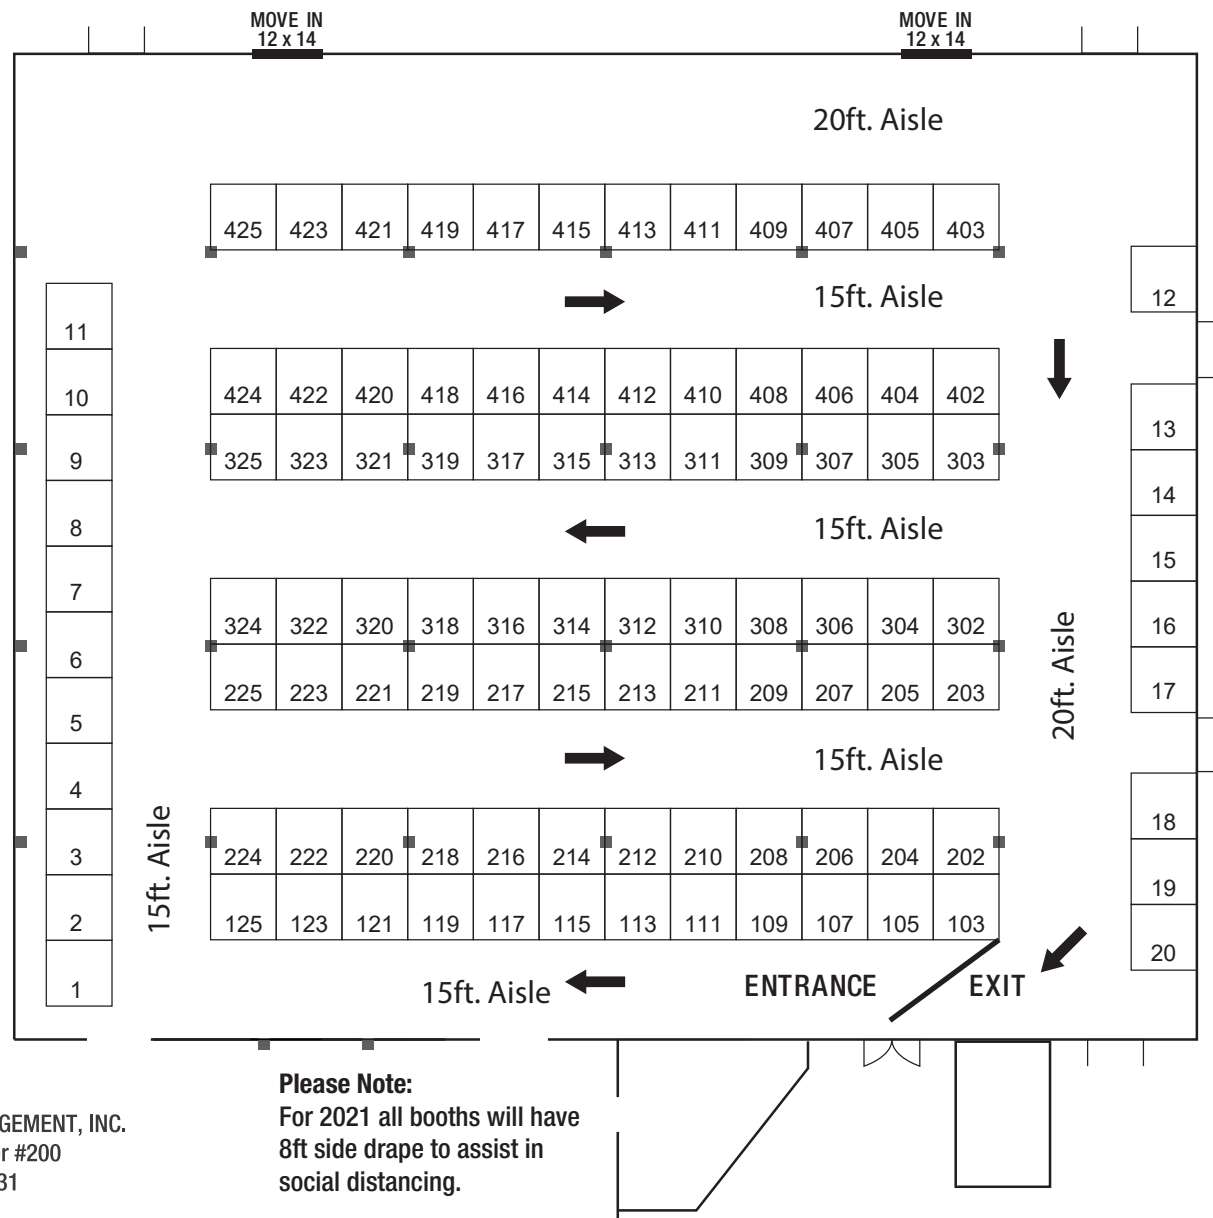 MOVE IN
12 x 14
MOVE IN
12 x 14
20ft. Aisle
425 423 421 419 417 415 413 411 409 407 405 403
15ft. Aisle
12
11
424 422 420 418 416 414 412 410 408 406 404 402
10
13
325 323 321 319 317 315 313 311 309 307 305 303
9
14
8
15ft. Aisle
15
7
324 322 320 318 316 314 312 310 308 306 304 302
16
6
20ft. Aisle
225 223 221 219 217 215 213 211 209 207 205 203
17
5
15ft. Aisle
4
18
15ft. Aisle
224 222 220 218 216 214 212 210 208 206 204 202
3
19
125 123 121 119 117 115 113 111 109 107 105 103
2
20
1
15ft. Aisle
ENTRANCE
EXIT
Please Note:
For 2021 all booths will have
8ft side drape to assist in
social distancing.
GEMENT, INC.
r #200
31